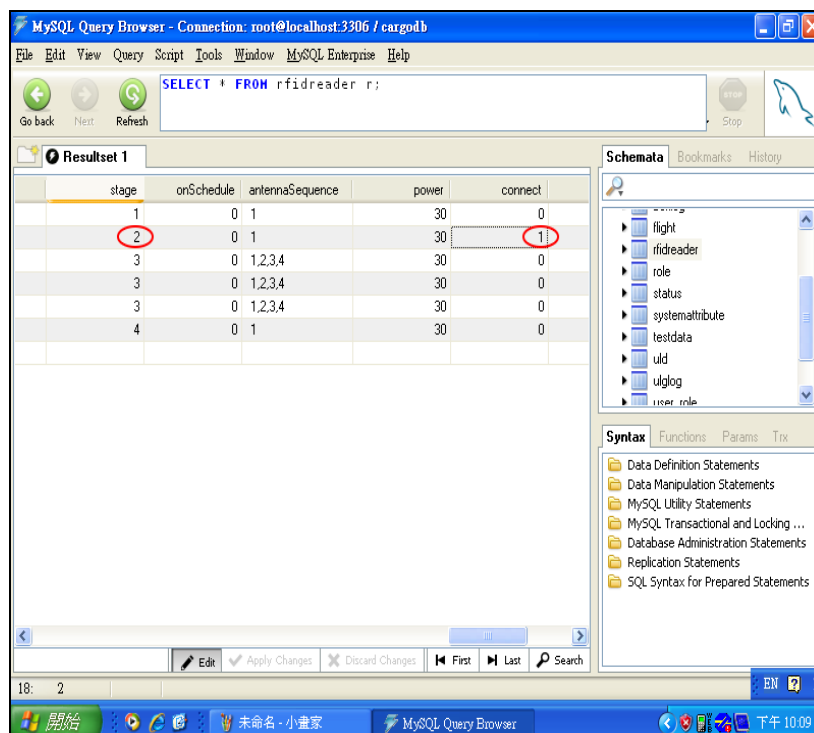 MySQL Query Browser - Connection: root@localhost:3306 / cargodb
File Edit View Query Script Tools Window MySQL Enterprise Help
SELECT * FROM rfidreader r;
Go back Next Refresh
STOP
Stop
Resultset 1
stage onSchedule antennaSequence power connect
1 0 1 30 0
2 0 1 30 1
3 0 1,2,3,4 30 0
3 0 1,2,3,4 30 0
3 0 1,2,3,4 30 0
4 0 1 30 0
Schemata Bookmarks History
flight
rfidreader
role
status
systemattribute
testdata
uld
ulglog
user_role
Syntax Functions Params Trx
Data Definition Statements
Data Manipulation Statements
MySQL Utility Statements
MySQL Transactional and Locking ...
Database Administration Statements
Replication Statements
SQL Syntax for Prepared Statements
Edit Apply Changes Discard Changes First Last Search
18: 2
EN
開始 未命名 - 小畫家 MySQL Query Browser 下午 10:09